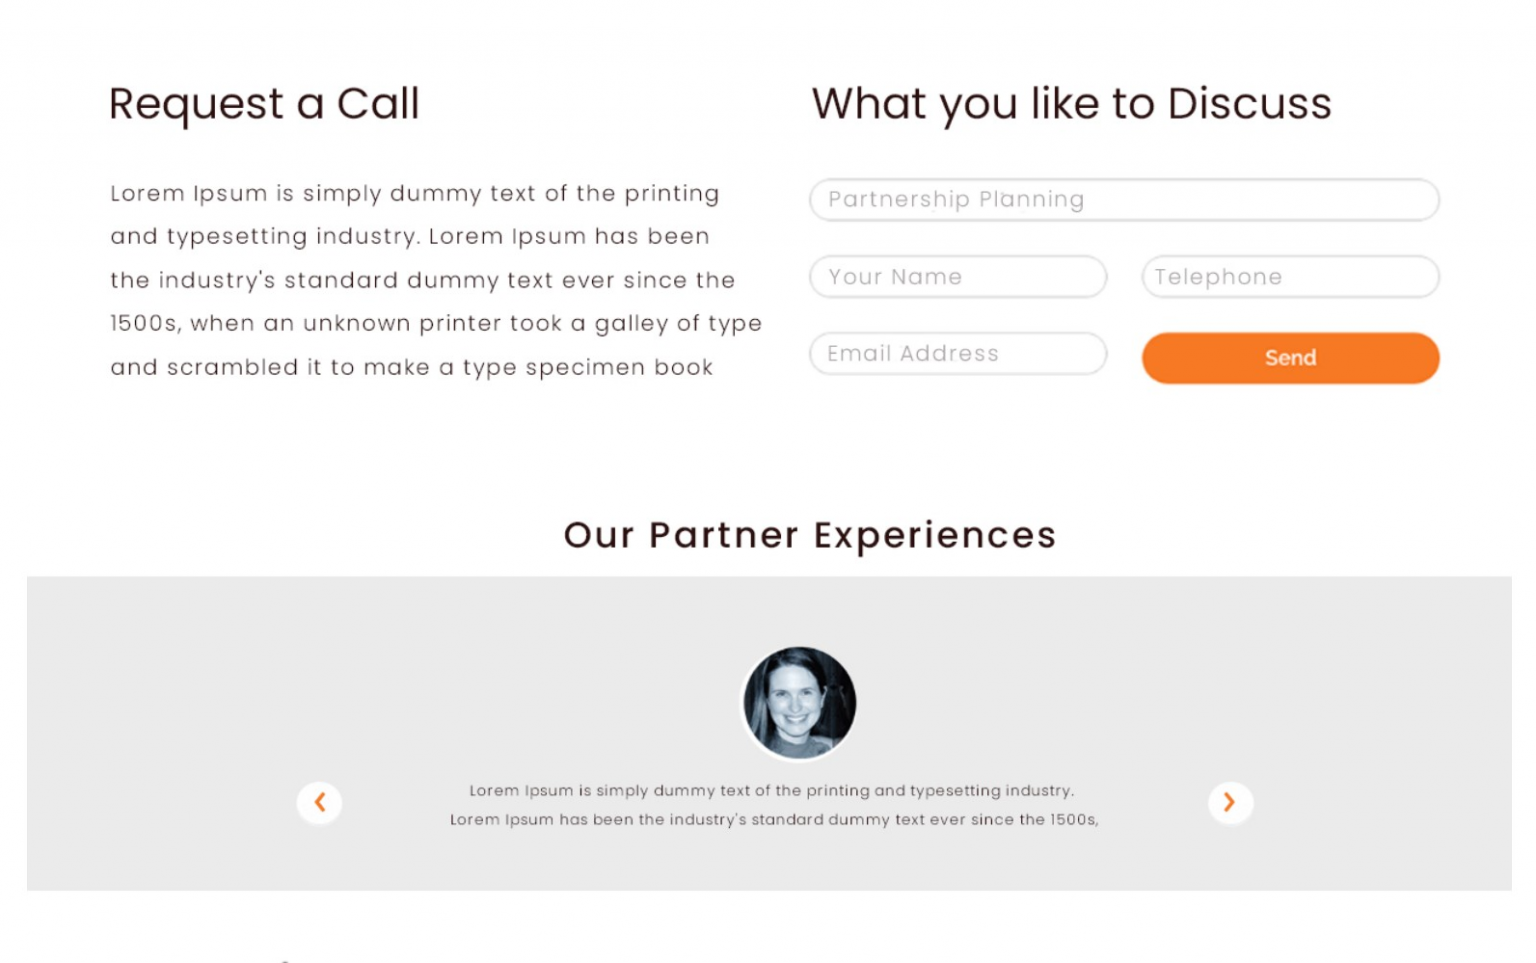 Request a Call
Lorem Ipsum is simply dummy text of the printing
and typesetting industry. Lorem Ipsum has been
the industry's standard dummy text ever since the
1500s, when an unknown printer took a galley of type
and scrambled it to make a type specimen book
What you like to Discuss
Partnership Planning
Your Name
Telephone
Email Address
Send
Our Partner Experiences
Lorem Ipsum is simply dummy text of the printing and typesetting industry.
Lorem Ipsum has been the industry's standard dummy text ever since the 1500s,